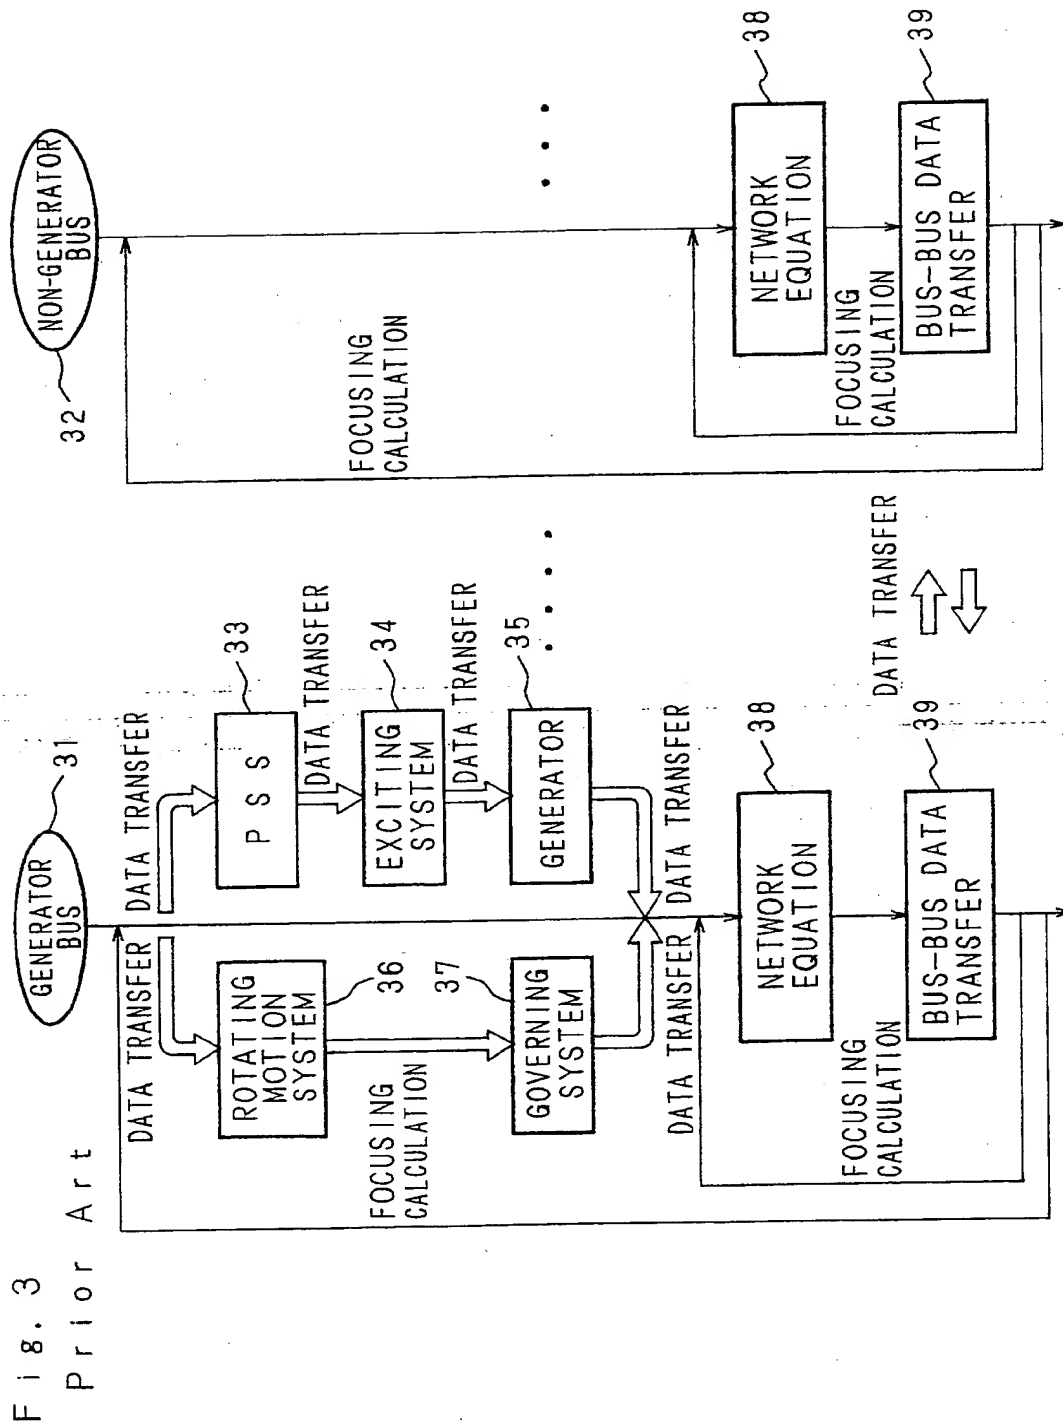 Fig. 3
Prior Art
GENERATOR
BUS
31
DATA TRANSFER
DATA TRANSFER
ROTATING
MOTION
SYSTEM
36
PSS
33
DATA TRANSFER
EXCITING
SYSTEM
34
DATA TRANSFER
FOCUSING
CALCULATION
GOVERNING
SYSTEM
37
GENERATOR
35
DATA TRANSFER
DATA TRANSFER
NETWORK
EQUATION
38
FOCUSING
CALCULATION
BUS-BUS DATA
TRANSFER
39
DATA TRANSFER
NON-GENERATOR
BUS
32
FOCUSING
CALCULATION
NETWORK
EQUATION
38
FOCUSING
CALCULATION
BUS-BUS DATA
TRANSFER
39